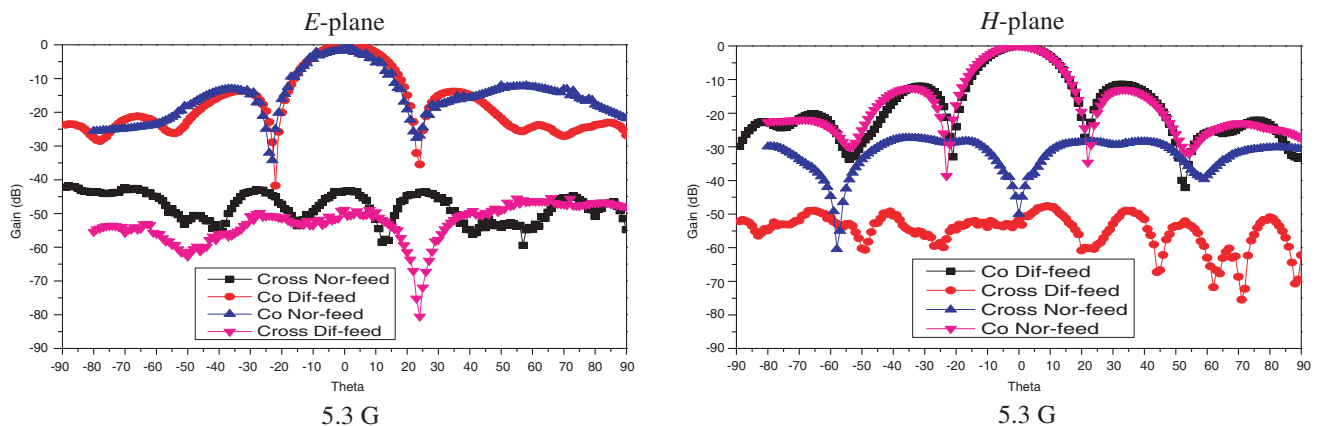 E-plane
0
-10
-20
-30
-40
-50
-60
-70
-80
-90
Gain (dB)
Cross Nor-feed
Co Dif-feed
Co Nor-feed
Cross Dif-feed
-90 -80 -70 -60 -50 -40 -30 -20 -10 0 10 20 30 40 50 60 70 80 90
Theta
5.3 G
H-plane
0
-10
-20
-30
-40
-50
-60
-70
-80
-90
Gain (dB)
Co Dif-feed
Cross Dif-feed
Cross Nor-feed
Co Nor-feed
-90 -80 -70 -60 -50 -40 -30 -20 -10 0 10 20 30 40 50 60 70 80 90
Theta
5.3 G